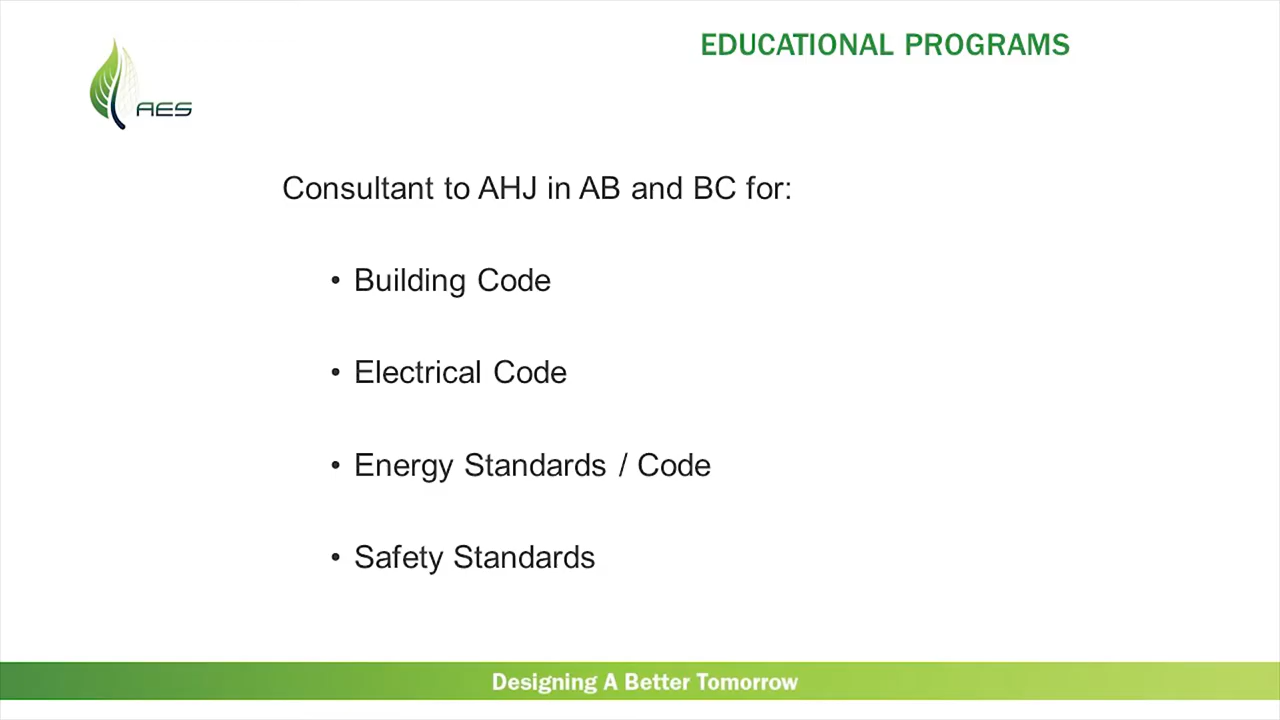 EDUCATIONAL PROGRAMS
AES
Consultant to AHJ in AB and BC for:
• Building Code
• Electrical Code
• Energy Standards / Code
• Safety Standards
Designing A Better Tomorrow